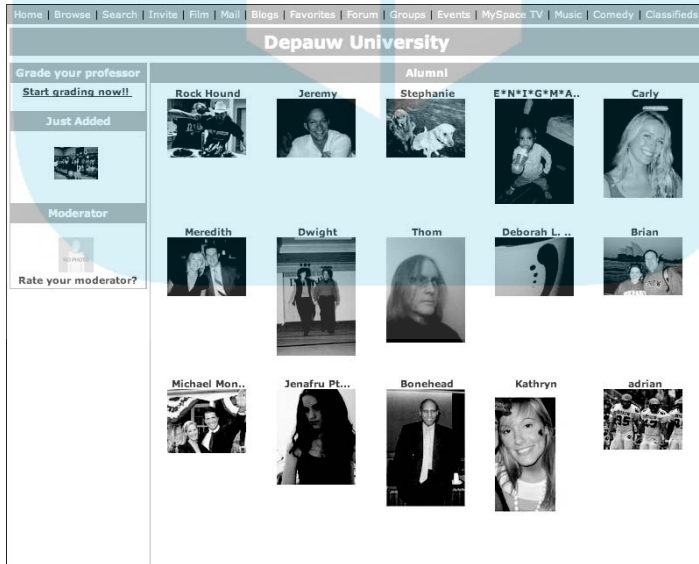 Home | Browse | Search | Invite | Film | Mail | Blogs | Favorites | Forum | Groups | Events | MySpace TV | Music | Comedy | Classifieds
Depauw University
Grade your professor
Start grading now!!
Just Added
Moderator
Rate your moderator?
Alumni
Rock Hound Jeremy Stephanie E*N*I*G*M*A.. Carly
Meredith Dwight Thom Deborah L. .. Brian
Michael Mon.. Jenafru Pt... Bonehead Kathryn adrian